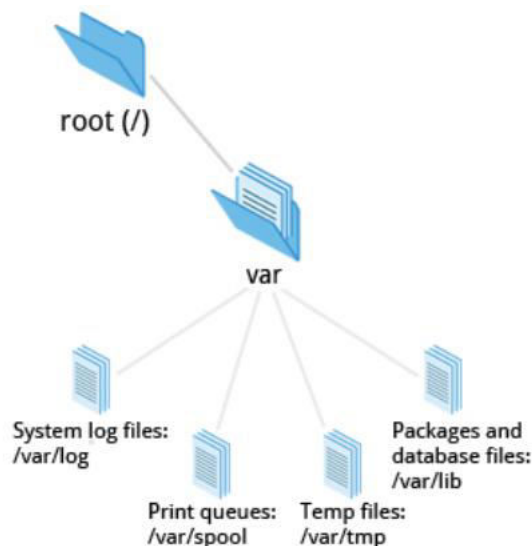 root (/)
var
System log files:
/var/log
Print queues:
/var/spool
Temp files:
/var/tmp
Packages and
database files:
/var/lib